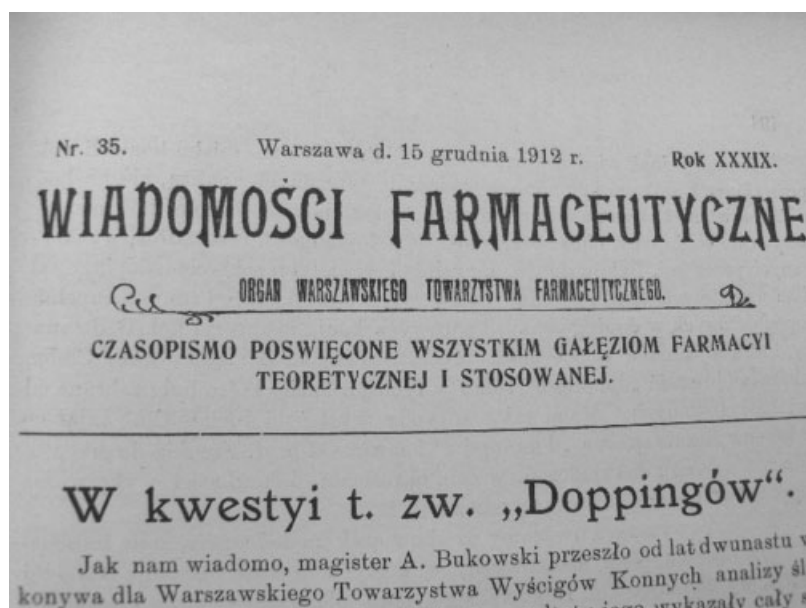 Nr. 35. Warszawa d. 15 grudnia 1912 r. Rok XXXIX.
WIADOMOŚCI FARMACEUTYCZNE
ORGAN WARSZAWSKIEGO TOWARZYSTWA FARMACEUTYCZNEGO.
CZASOPISMO POSWIĘCONE WSZYSTKIM GAŁĘZIOM FARMACYI
TEORETYCZNEJ I STOSOWANEJ.
W kwestyi t. zw. „Doppingów“.
Jak nam wiadomo, magister A. Bukowski przeszło od lat dwunastu
konywa dla Warszawskiego Towarzystwa Wyścigów Konnych analizy
wykazały cały